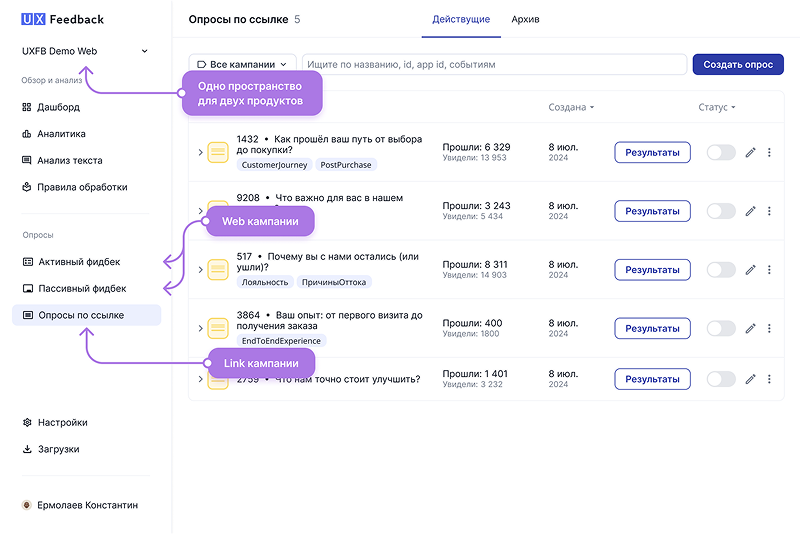 UX Feedback
UXFB Demo Web
Обзор и анализ
Дашборд
Аналитика
Анализ текста
Правила обработки
Опросы
Активный фидбек
Пассивный фидбек
Опросы по ссылке
Настройки
Загрузки
Ермолаев Константин
Опросы по ссылке 5
Действующие
Архив
Все кампании
Ищите по названию, id, app id, событиям
Создать опрос
Одно пространство
для двух продуктов
Создана
Статус
1432 • Как прошёл ваш путь от выбора
до покупки?
CustomerJourney
PostPurchase
Прошли: 6 329
Увидели: 13 953
8 июл.
2024
Результаты
9208 • Что важно для вас в нашем
Прошли: 3 243
Увидели: 5 434
8 июл.
2024
Результаты
Web кампании
517 • Почему вы с нами остались (или
ушли)?
Лояльность
ПричиныОттока
Прошли: 8 311
Увидели: 14 903
8 июл.
2024
Результаты
3864 • Ваш опыт: от первого визита до
получения заказа
EndToEndExperience
Прошли: 400
Увидели: 1800
8 июл.
2024
Результаты
Link кампании
2759 • Что нам точно стоит улучшить?
Прошли: 1 401
Увидели: 3 232
8 июл.
2024
Результаты